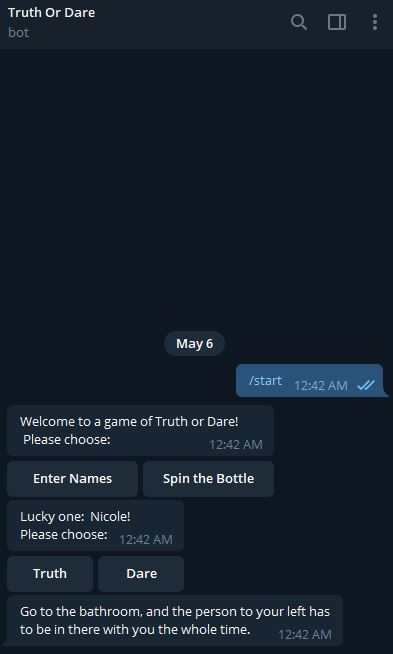 Truth Or Dare
bot
May 6
/start 12:42 AM
Welcome to a game of Truth or Dare!
Please choose: 12:42 AM
Enter Names Spin the Bottle
Lucky one: Nicole!
Please choose: 12:42 AM
Truth Dare
Go to the bathroom, and the person to your left has
to be in there with you the whole time. 12:42 AM